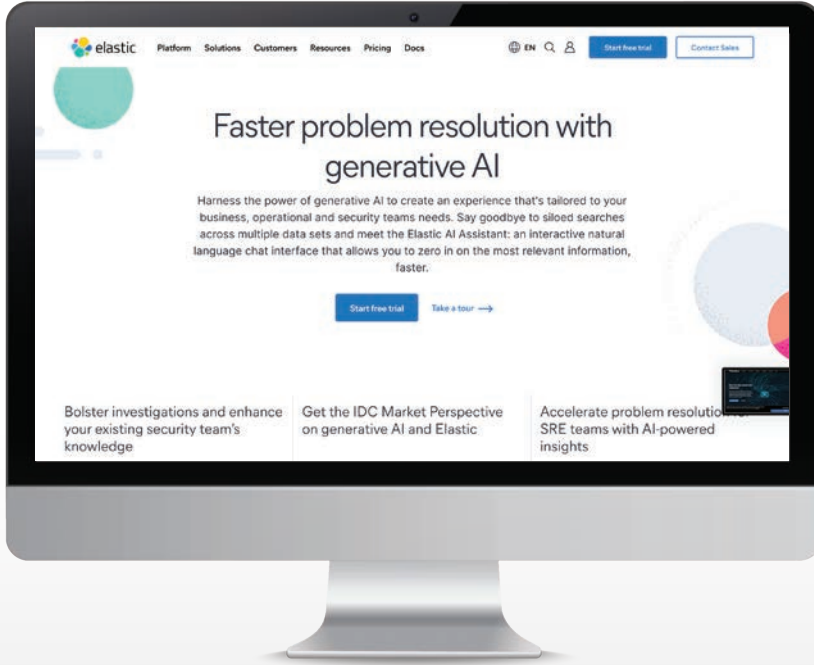 elastic Platform Solutions Customers Resources Pricing Docs EN Start free trial Contact Sales
Faster problem resolution with
generative AI
Harness the power of generative AI to create an experience that's tailored to your
business, operational and security teams needs. Say goodbye to siloed searches
across multiple data sets and meet the Elastic AI Assistant: an interactive natural
language chat interface that allows you to zero in on the most relevant information,
faster.
Start free trial Take a tour
Bolster investigations and enhance
your existing security team's
knowledge
Get the IDC Market Perspective
on generative AI and Elastic
Accelerate problem resolution
SRE teams with AI-powered
insights